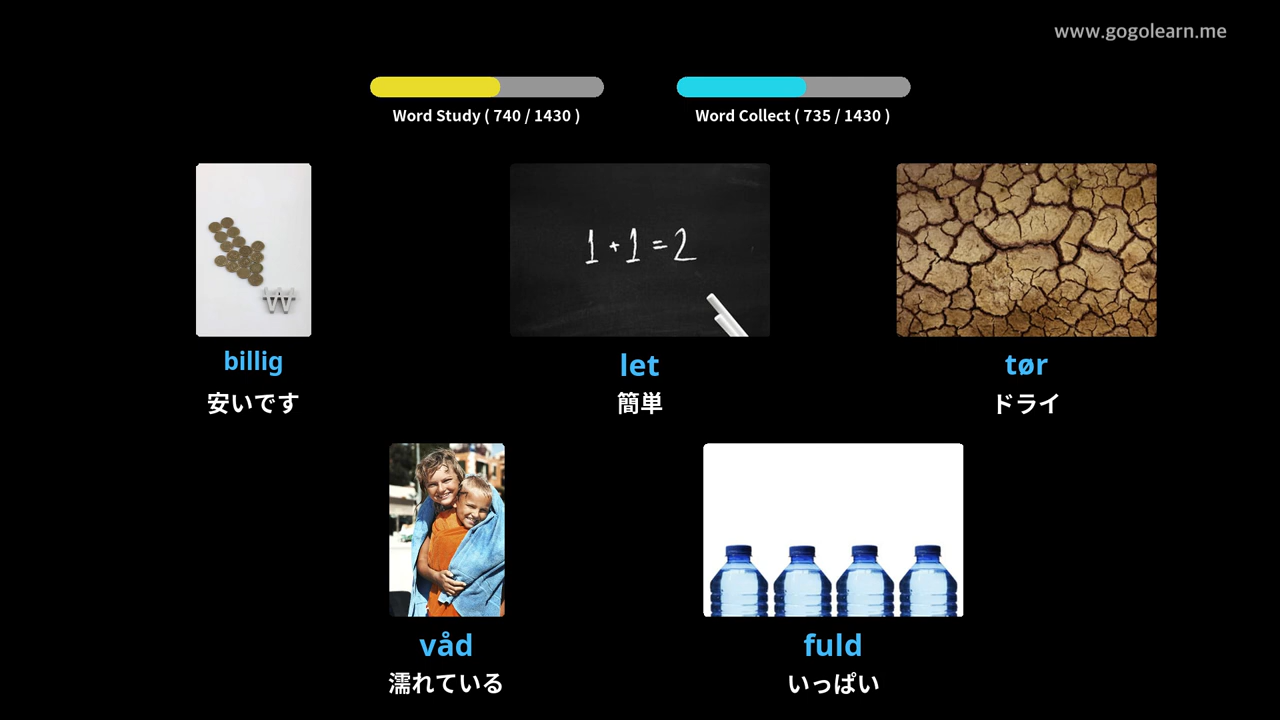 www.gogolearn.me
Word Study ( 740 / 1430 )
Word Collect ( 735 / 1430 )
₩
1 + 1 = 2
billig
安いです
let
簡単
tør
ドライ
våd
濡れている
fuld
いっぱい